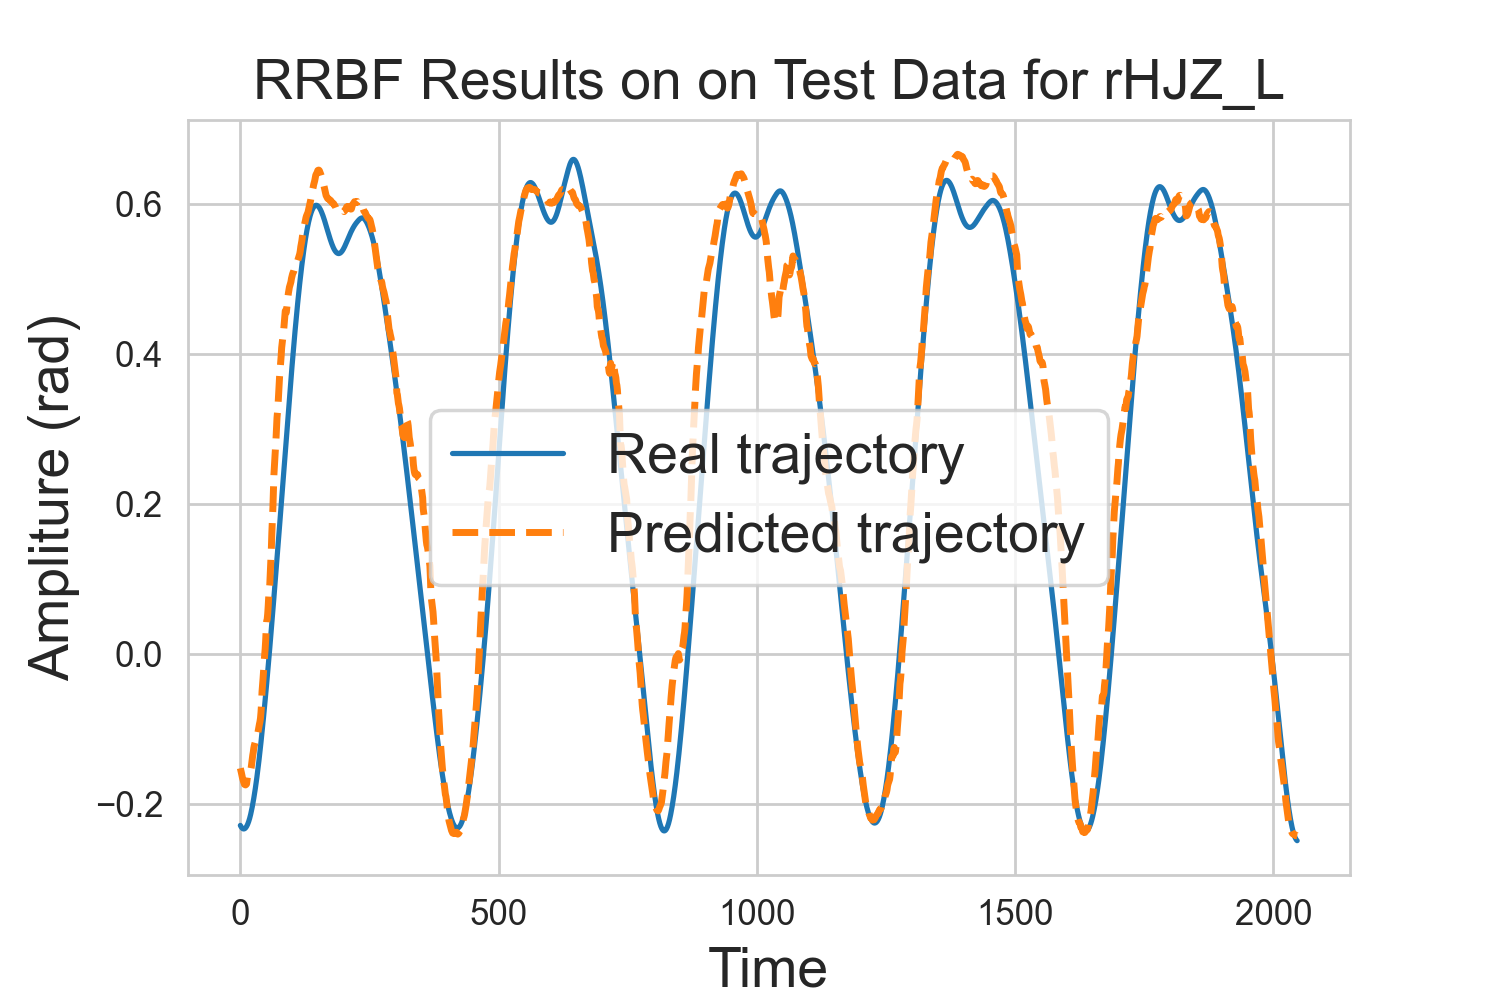 RRBF Results on on Test Data for rHJZ_L
Ampliture (rad)
0.6
0.4
0.2
0.0
−0.2
Real trajectory
Predicted trajectory
0 500 1000 1500 2000
Time